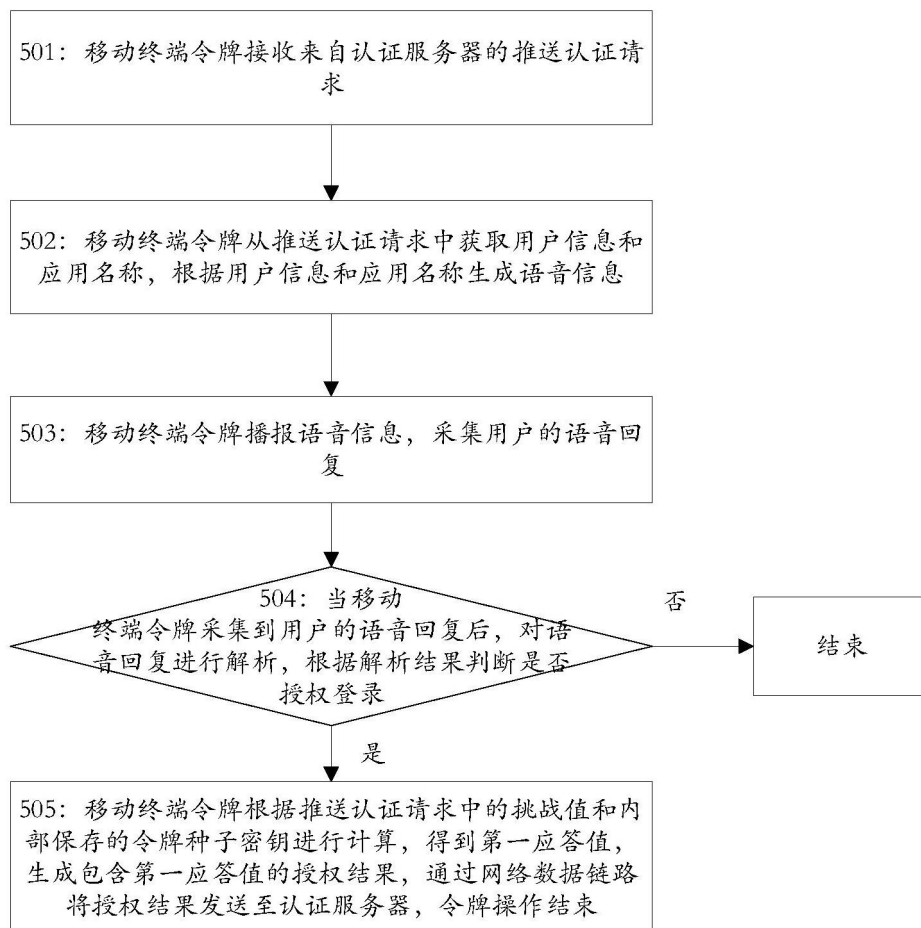 501：移动终端令牌接收来自认证服务器的推送认证请
求
502：移动终端令牌从推送认证请求中获取用户信息和
应用名称，根据用户信息和应用名称生成语音信息
503：移动终端令牌播报语音信息，采集用户的语音回
复
504：当移动
终端令牌采集到用户的语音回复后，对语
音回复进行解析，根据解析结果判断是否
授权登录
否
结束
是
505：移动终端令牌根据推送认证请求中的挑战值和内
部保存的令牌种子密钥进行计算，得到第一应答值，
生成包含第一应答值的授权结果，通过网络数据链路
将授权结果发送至认证服务器，令牌操作结束